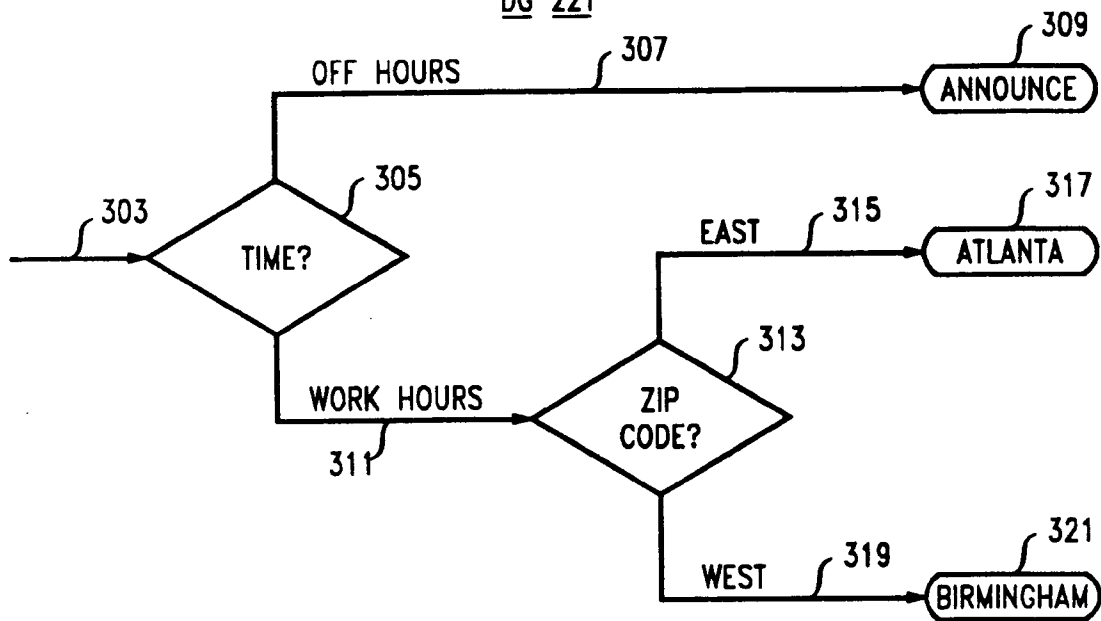 DG 221
307
309
OFF HOURS
ANNOUNCE
305
303
TIME?
317
EAST
315
ATLANTA
313
WORK HOURS
311
ZIP
CODE?
321
WEST
319
BIRMINGHAM